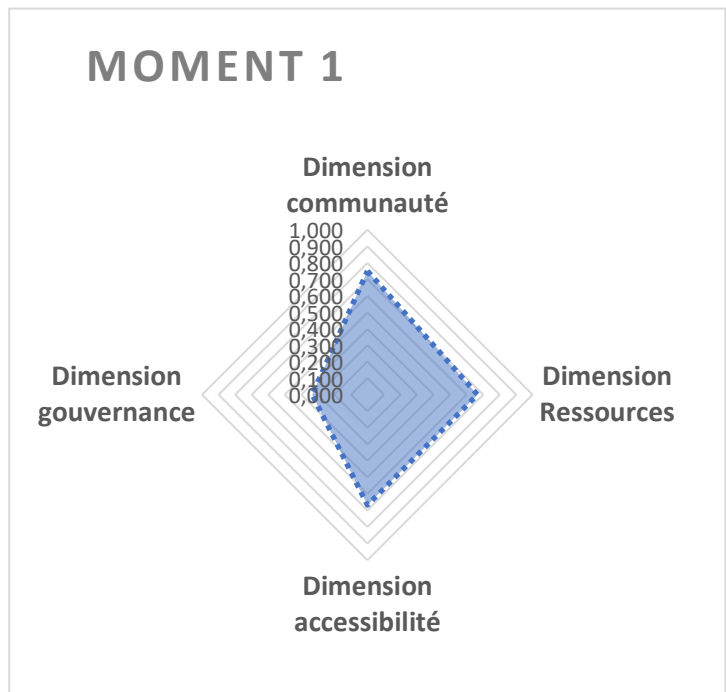 MOMENT 1
Dimension
communauté
1,000
0,900
0,800
0,700
0,600
0,500
0,400
0,300
0,200
0,100
0,000
Dimension
gouvernance
Dimension
Ressources
Dimension
accessibilité